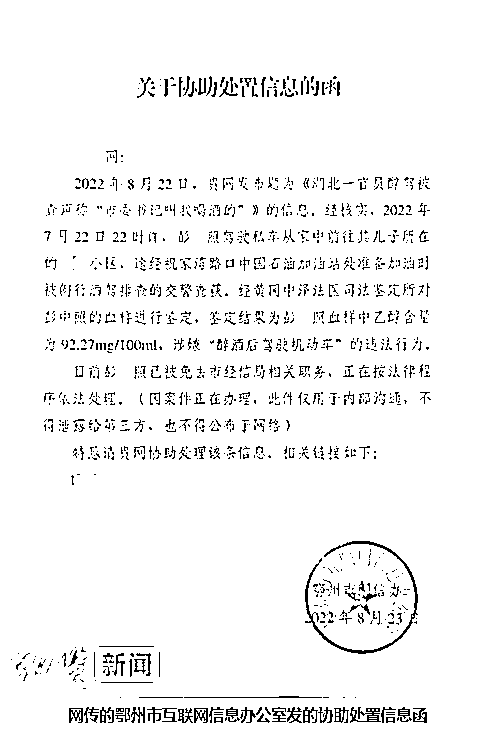 关于协助处置信息的函
网:
2022年8月22日，贵网发布题为《湖北一官员醉驾被
查声称“市委书记叫我喝酒的”》的信息。经核实，2022年
7月22日22时许，彭 照驾驶私车从家中前往其儿子所在
的 小区，途经祝家湾路口中国石油加油站处准备加油时
被例行酒驾排查的交警查获。经黄冈中泽法医司法鉴定所对
彭中照的血样进行鉴定，鉴定结果为彭 照血样中乙醇含量
为92.27mg/100ml，涉嫌“醉酒后驾驶机动车”的违法行为。
目前彭 照已被免去市经信局相关职务，正在按法律程
序依法处理。（因案件正在办理，此件仅用于内部沟通，不
得泄露给第三方，也不得公布于网络）
特恳请贵网协助处理该条信息，相关链接如下:
鄂州市网信办
2022年8月23日
新闻
网传的鄂州市互联网信息办公室发的协助处置信息函